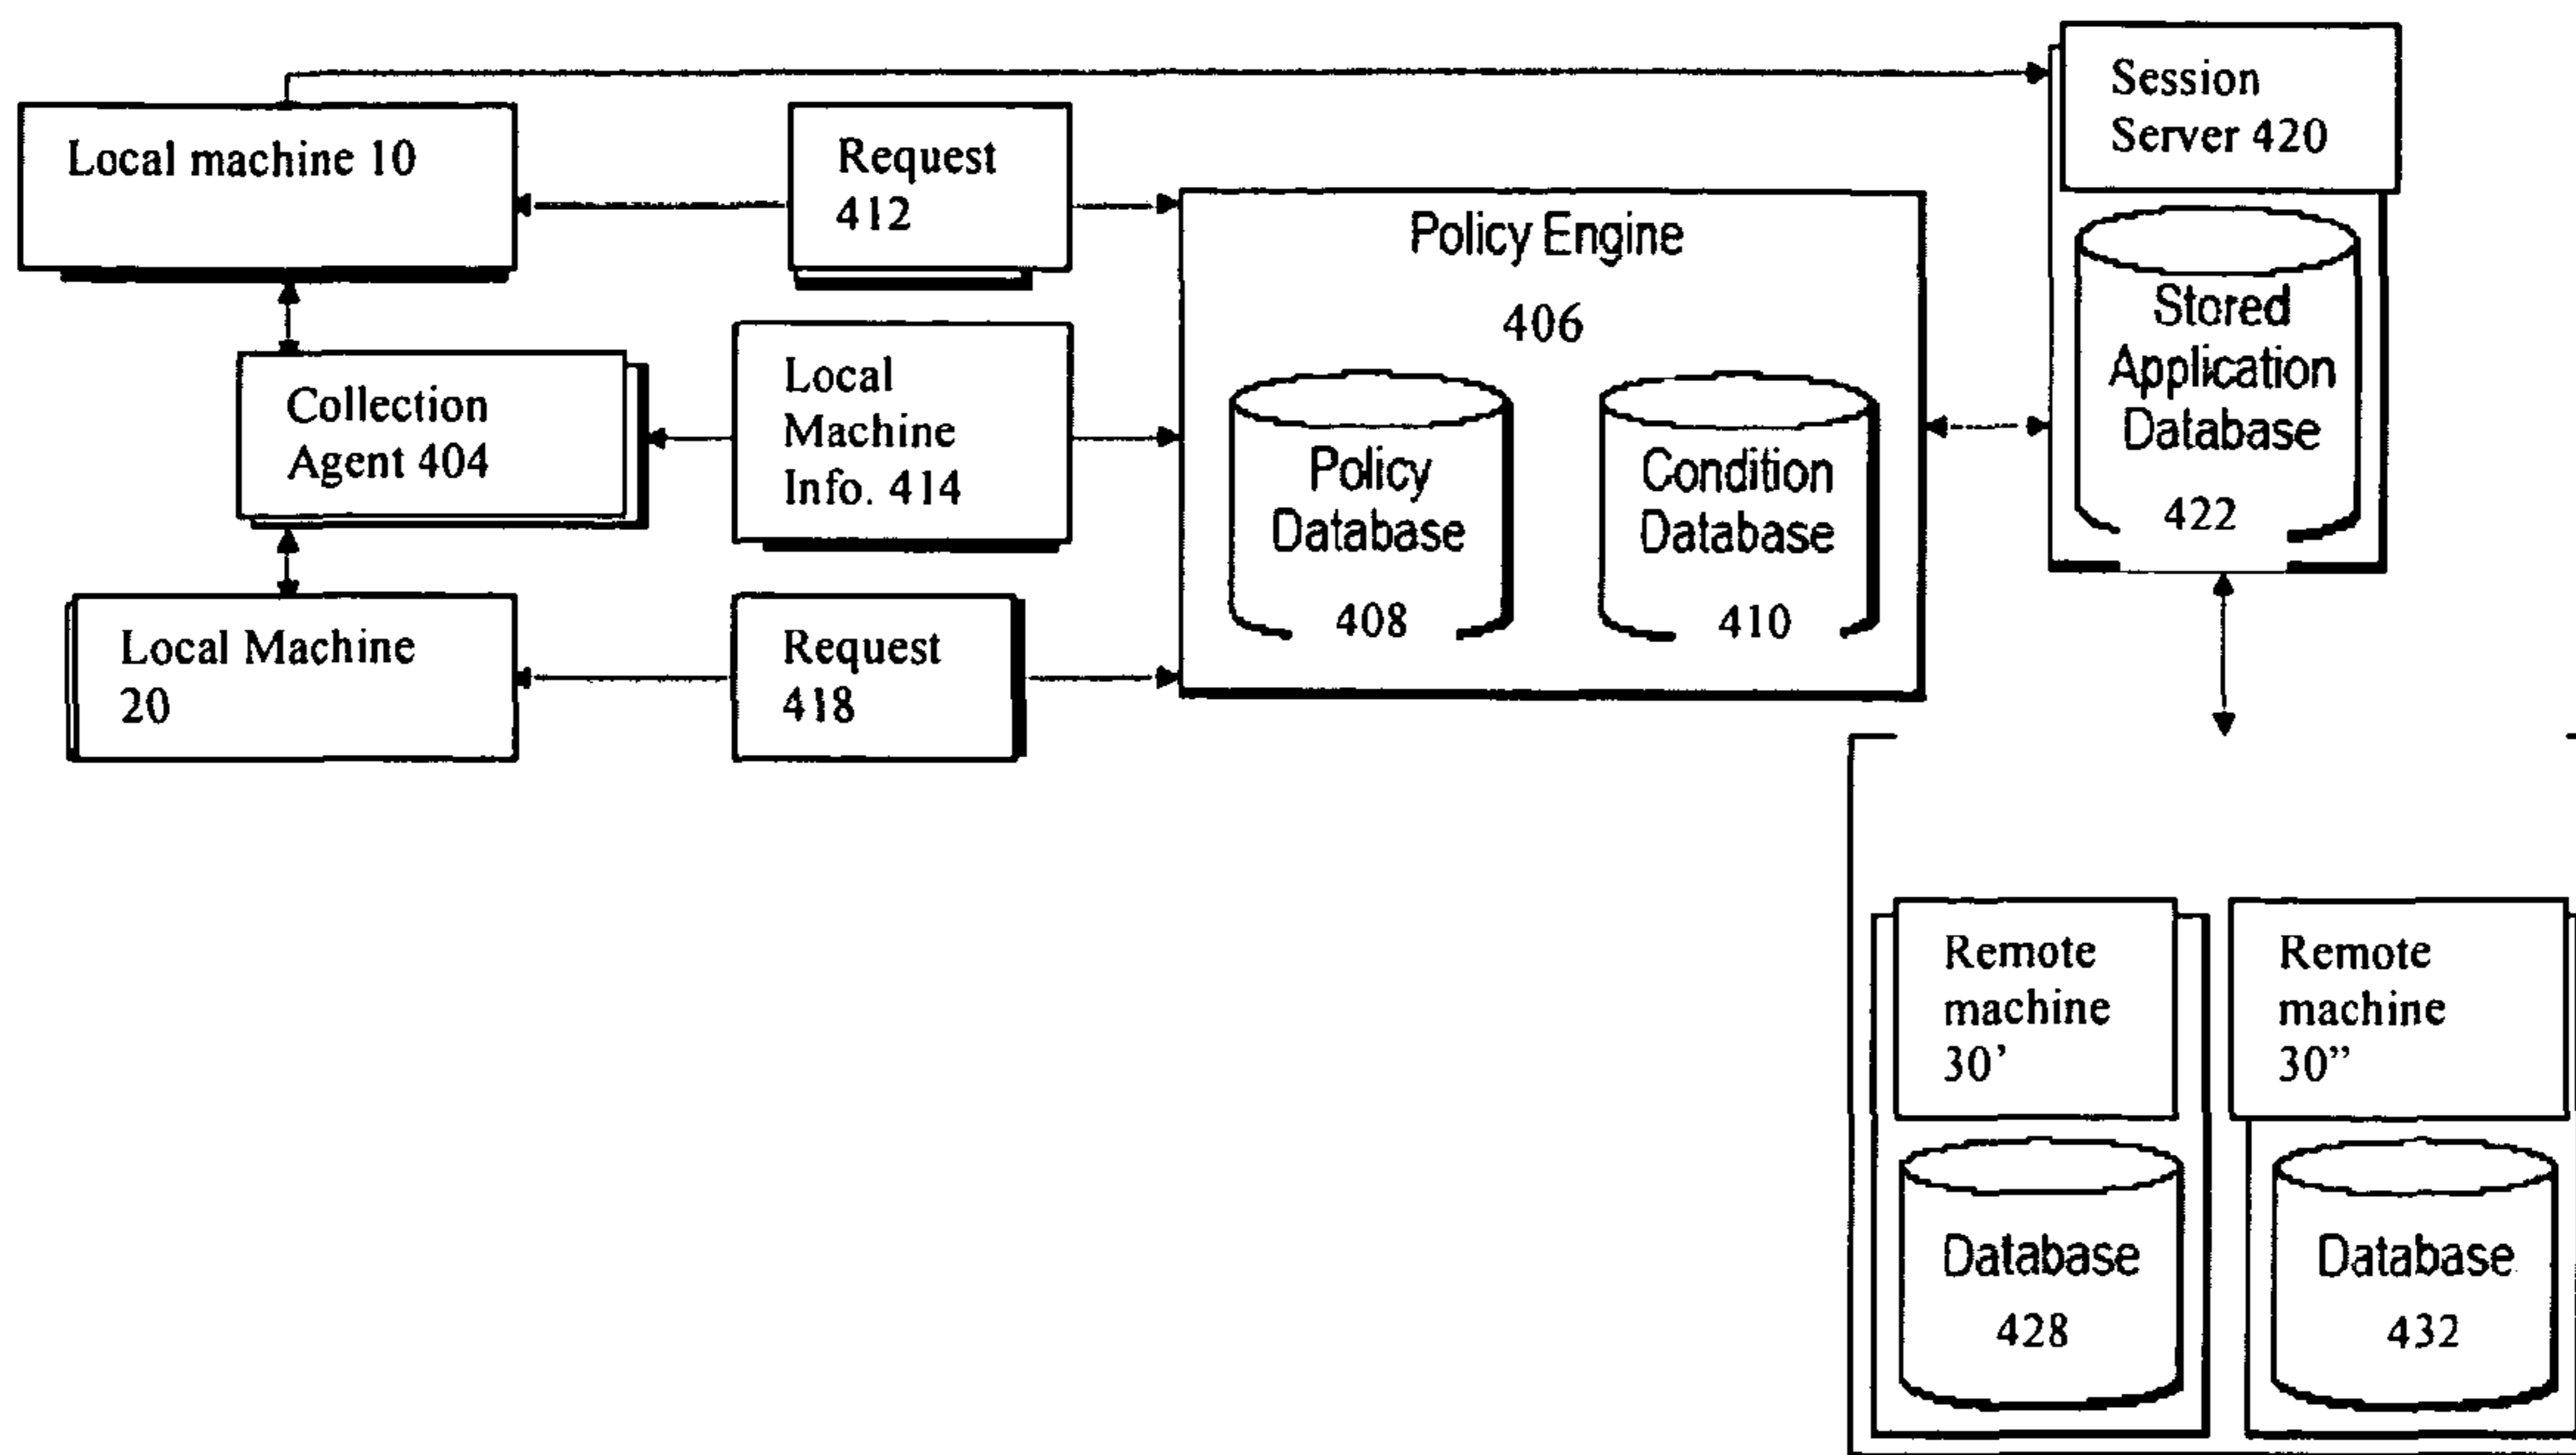 Local machine 10
Request
412
Session
Server 420
Policy Engine
406
Collection
Agent 404
Local
Machine
Info. 414
Policy
Database
408
Condition
Database
410
Stored
Application
Database
422
Local Machine
20
Request
418
Remote
machine
30’
Remote
machine
30”
Database
428
Database
432